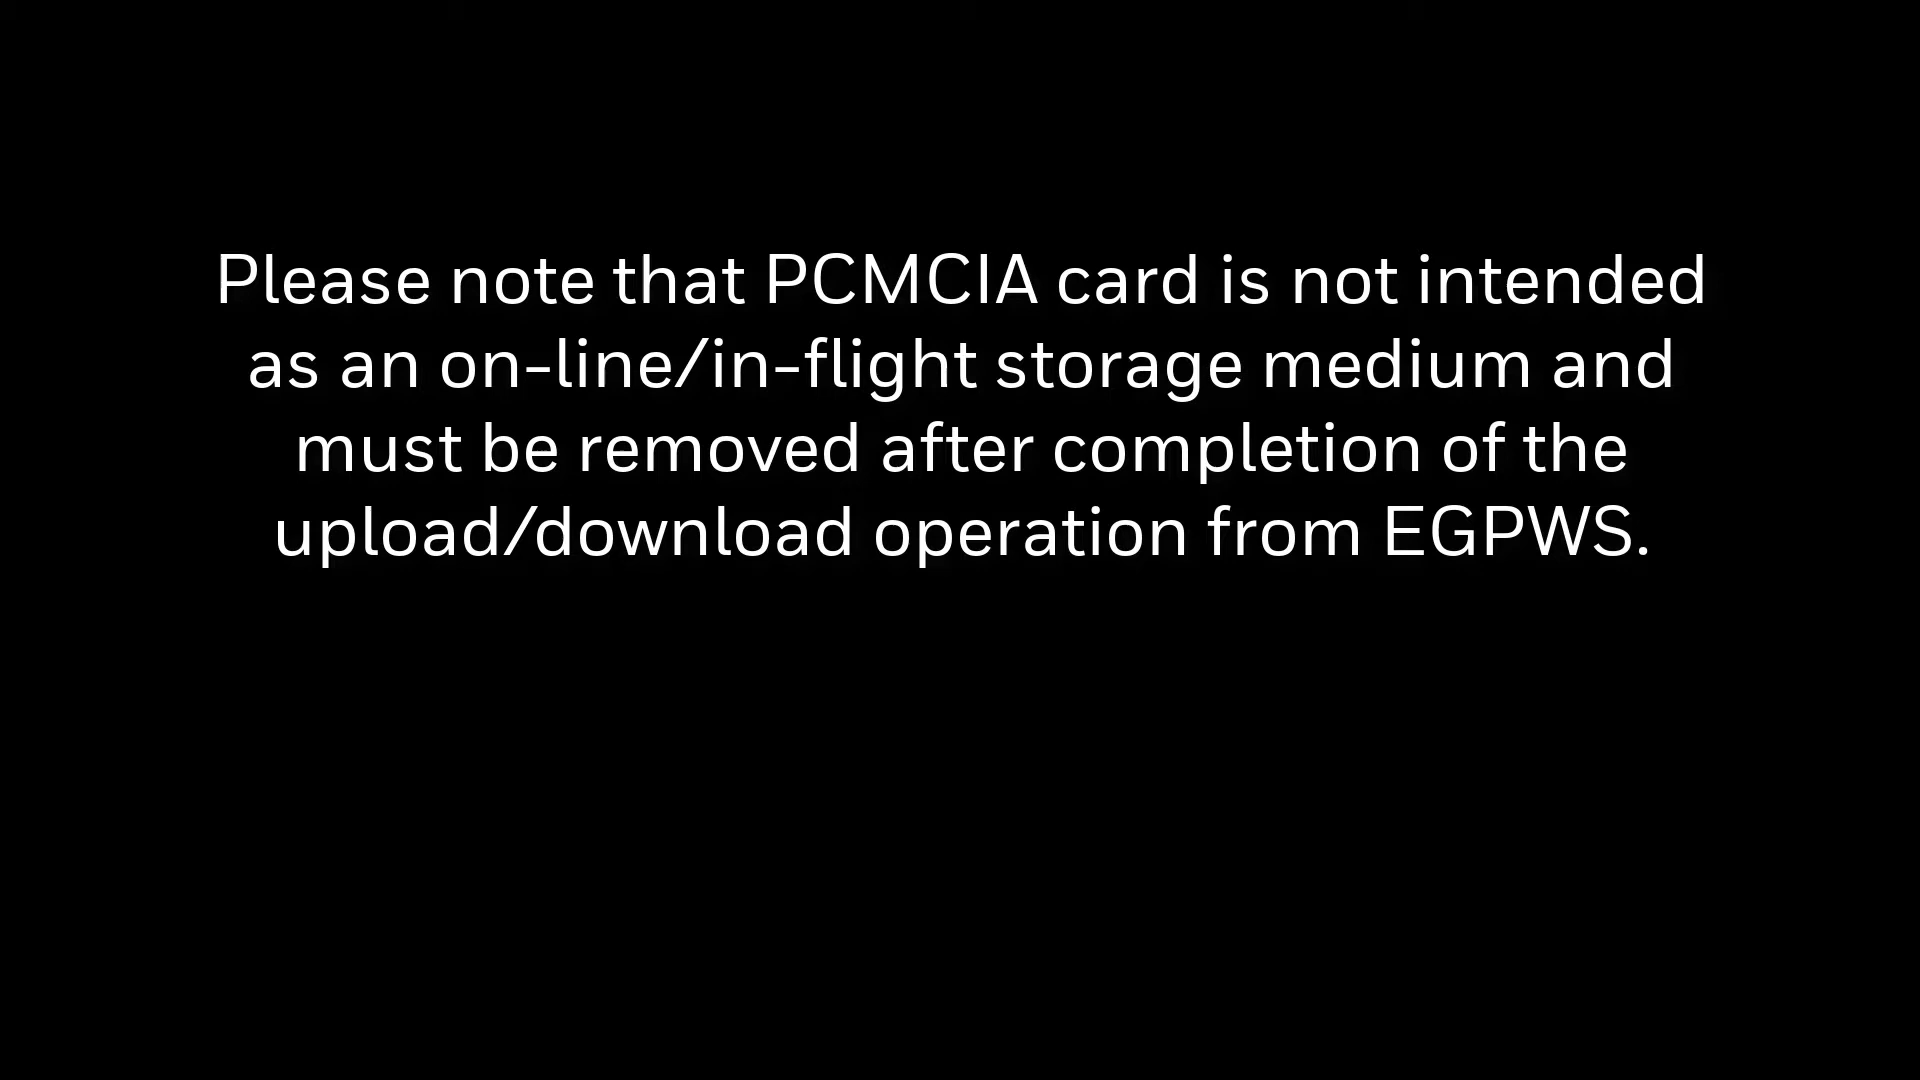 Please note that PCMCIA card is not intended
as an on-line/in-flight storage medium and
must be removed after completion of the
upload/download operation from EGPWS.